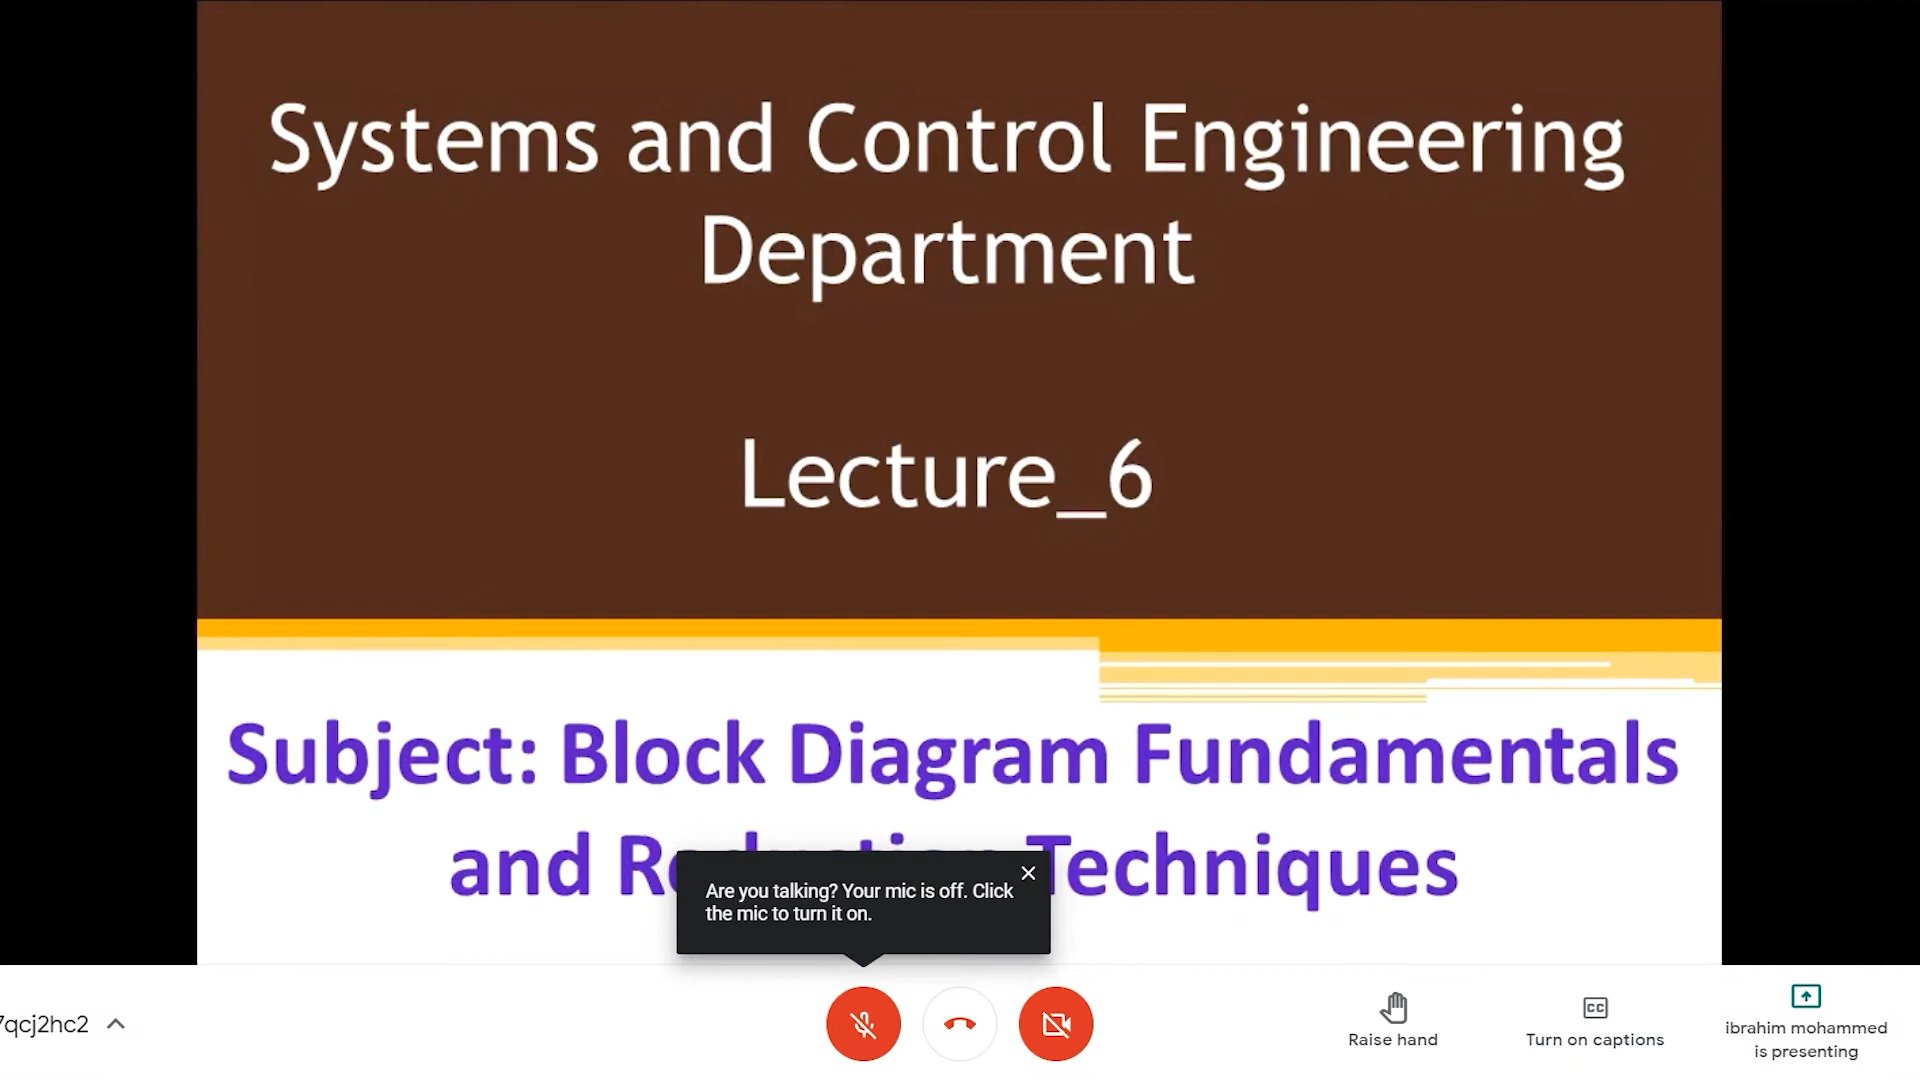 Systems and Control Engineering
Department
Lecture_6
Subject: Block Diagram Fundamentals
and Techniques
Are you talking? Your mic is off. Click
the mic to turn it on.
7qcj2hc2
CC
Raise hand
Turn on captions
ibrahim mohammed
is presenting